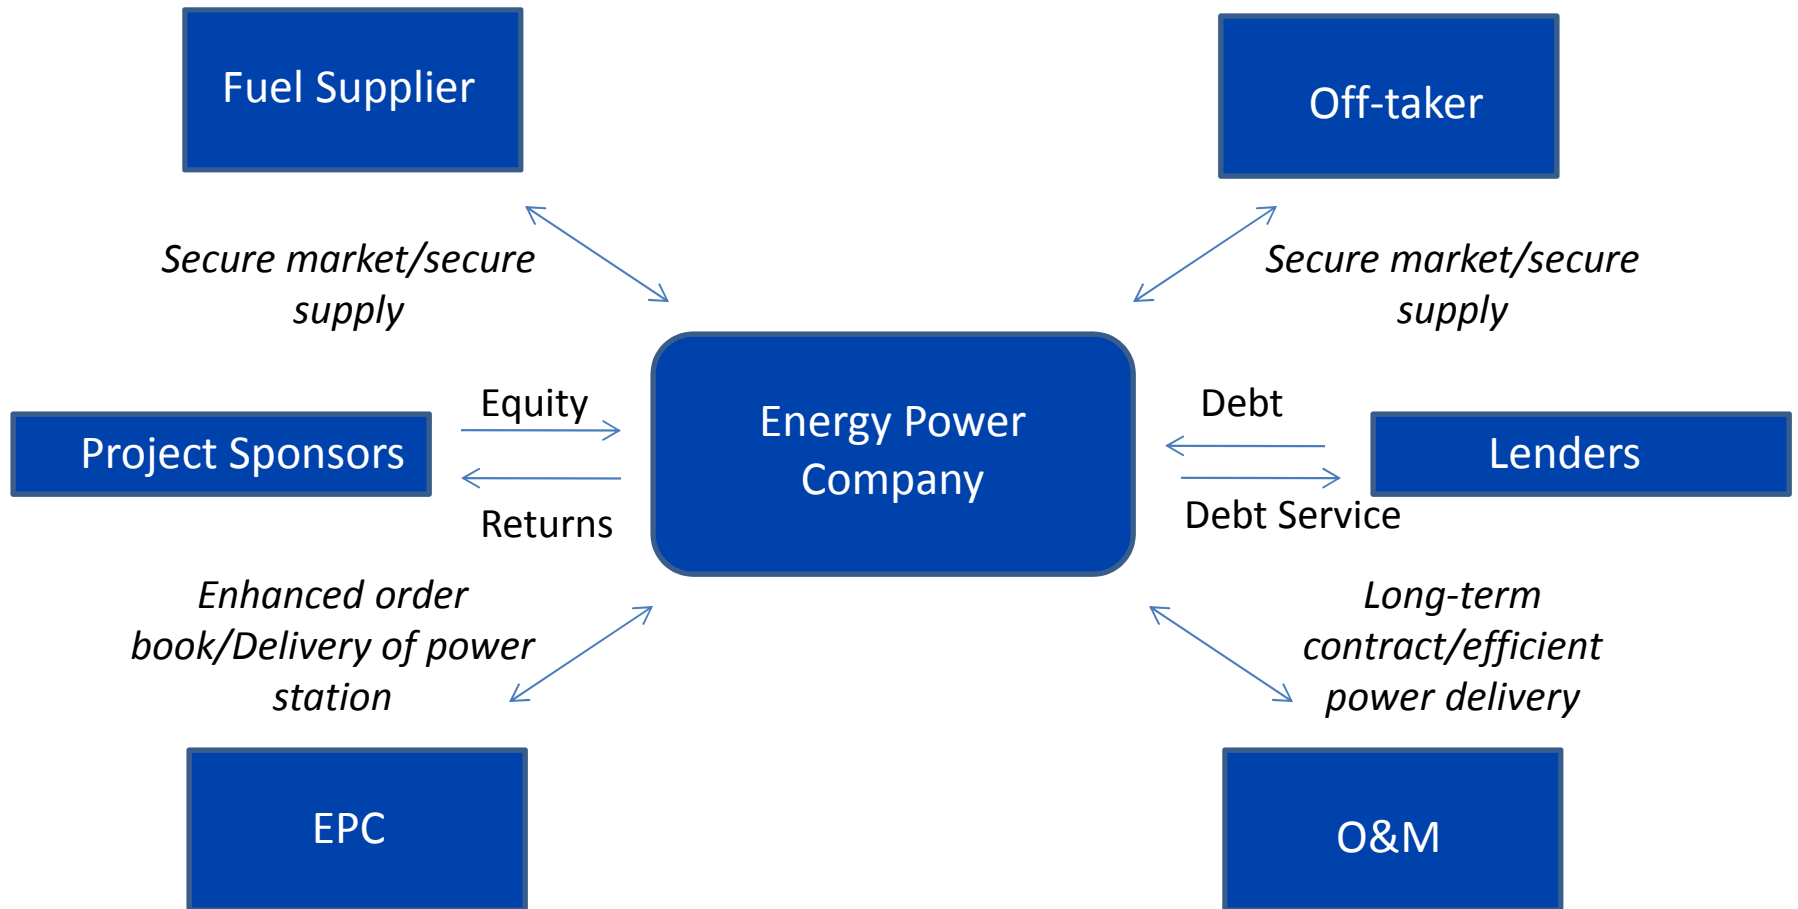 Fuel Supplier
Off-taker
Secure market/secure
supply
Secure market/secure
supply
Equity
Debt
Project Sponsors
Energy Power
Company
Lenders
Returns
Debt Service
Enhanced order
book/Delivery of power
station
Long-term
contract/efficient
power delivery
EPC
O&M